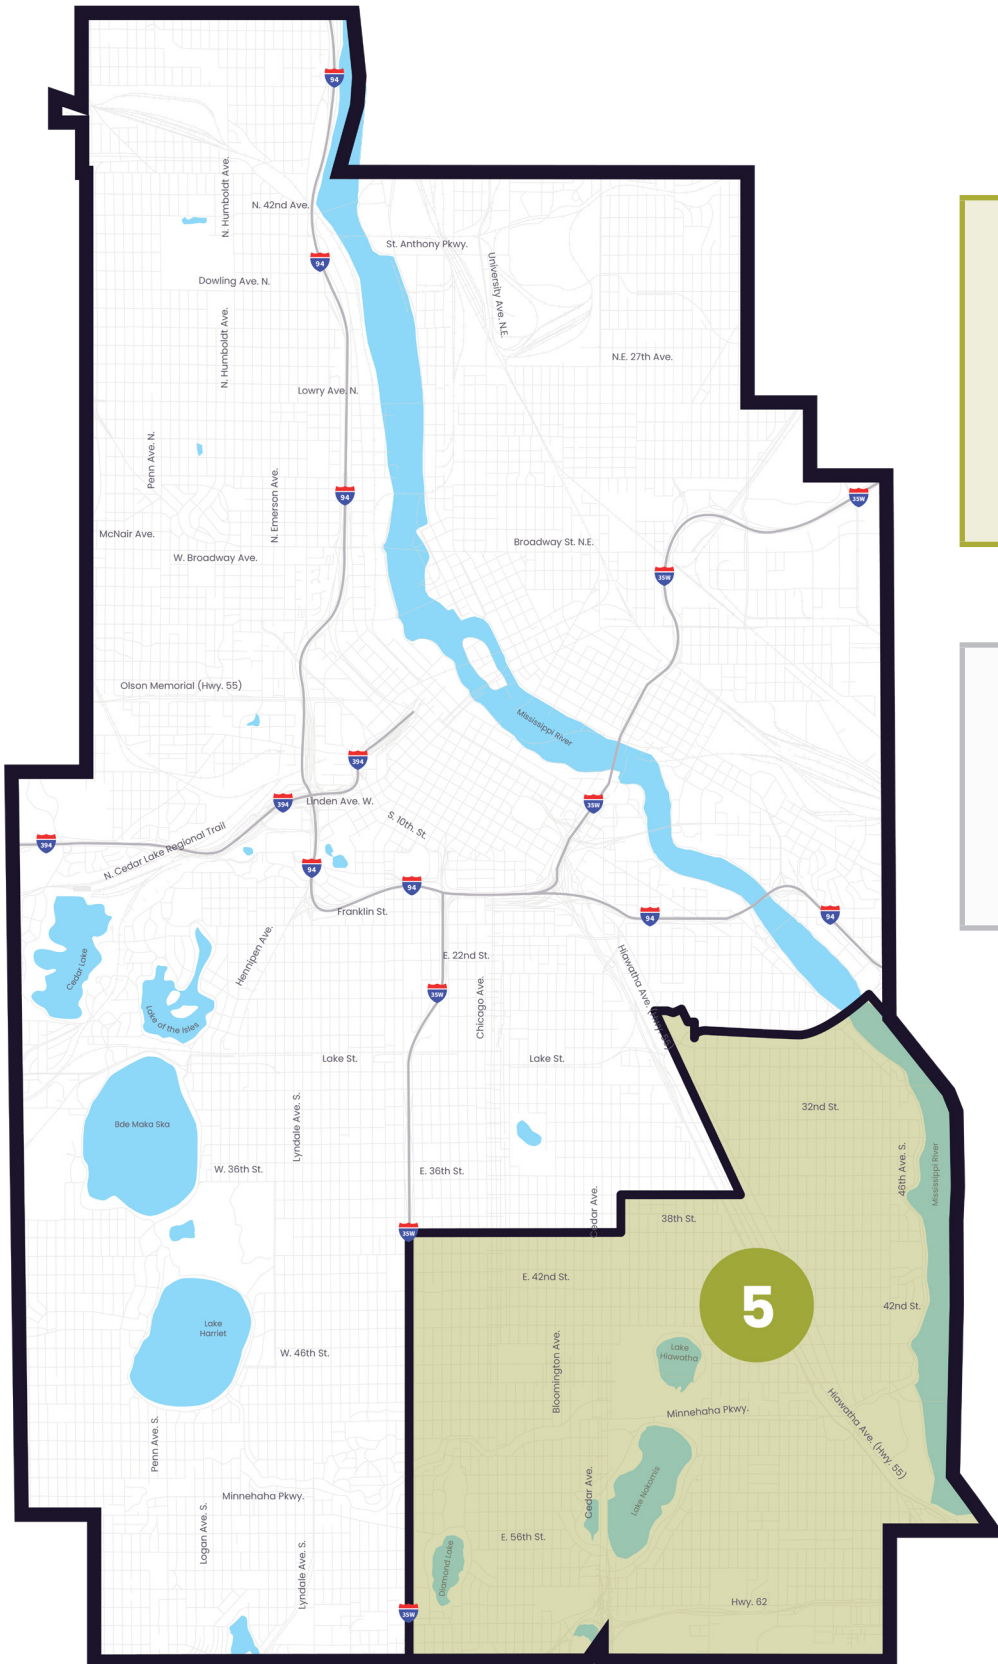 94
N. Humboldt Ave.
N. 42nd Ave.
St. Anthony Pkwy.
94
University Ave. N.E.
Dowling Ave. N.
N. Humboldt Ave.
N.E. 27th Ave.
Lowry Ave. N.
Penn Ave. N.
N. Emerson Ave.
94
35W
McNair Ave.
Broadway St. N.E.
W. Broadway Ave.
35W
Olson Memorial (Hwy. 55)
Mississippi River
394
394
Linden Ave. W.
35W
S. 10th. St.
394
N. Cedar Lake Regional Trail
94
94
Franklin St.
94
94
Hennipen Ave.
E. 22nd St.
Cedar Lake
Hiawatha Ave. (Hwy. 55)
35W
Chicago Ave.
Lake of the Isles
Lake St.
Lake St.
32nd St.
Bde Maka Ska
Lyndale Ave. S.
W. 36th St.
E. 36th St.
46th Ave. S.
Mississippi River
Cedar Ave.
38th St.
35W
E. 42nd St.
5
42nd St.
Lake
Harriet
W. 46th St.
Lake
Hiawatha
Bloomington Ave.
Minnehaha Pkwy.
Hiawatha Ave. (Hwy. 55)
Penn Ave. S.
Lake Nokomis
Cedar Ave.
Minnehaha Pkwy.
Logan Ave. S.
E. 56th St.
Diamond Lake
Lyndale Ave. S.
Hwy. 62
35W